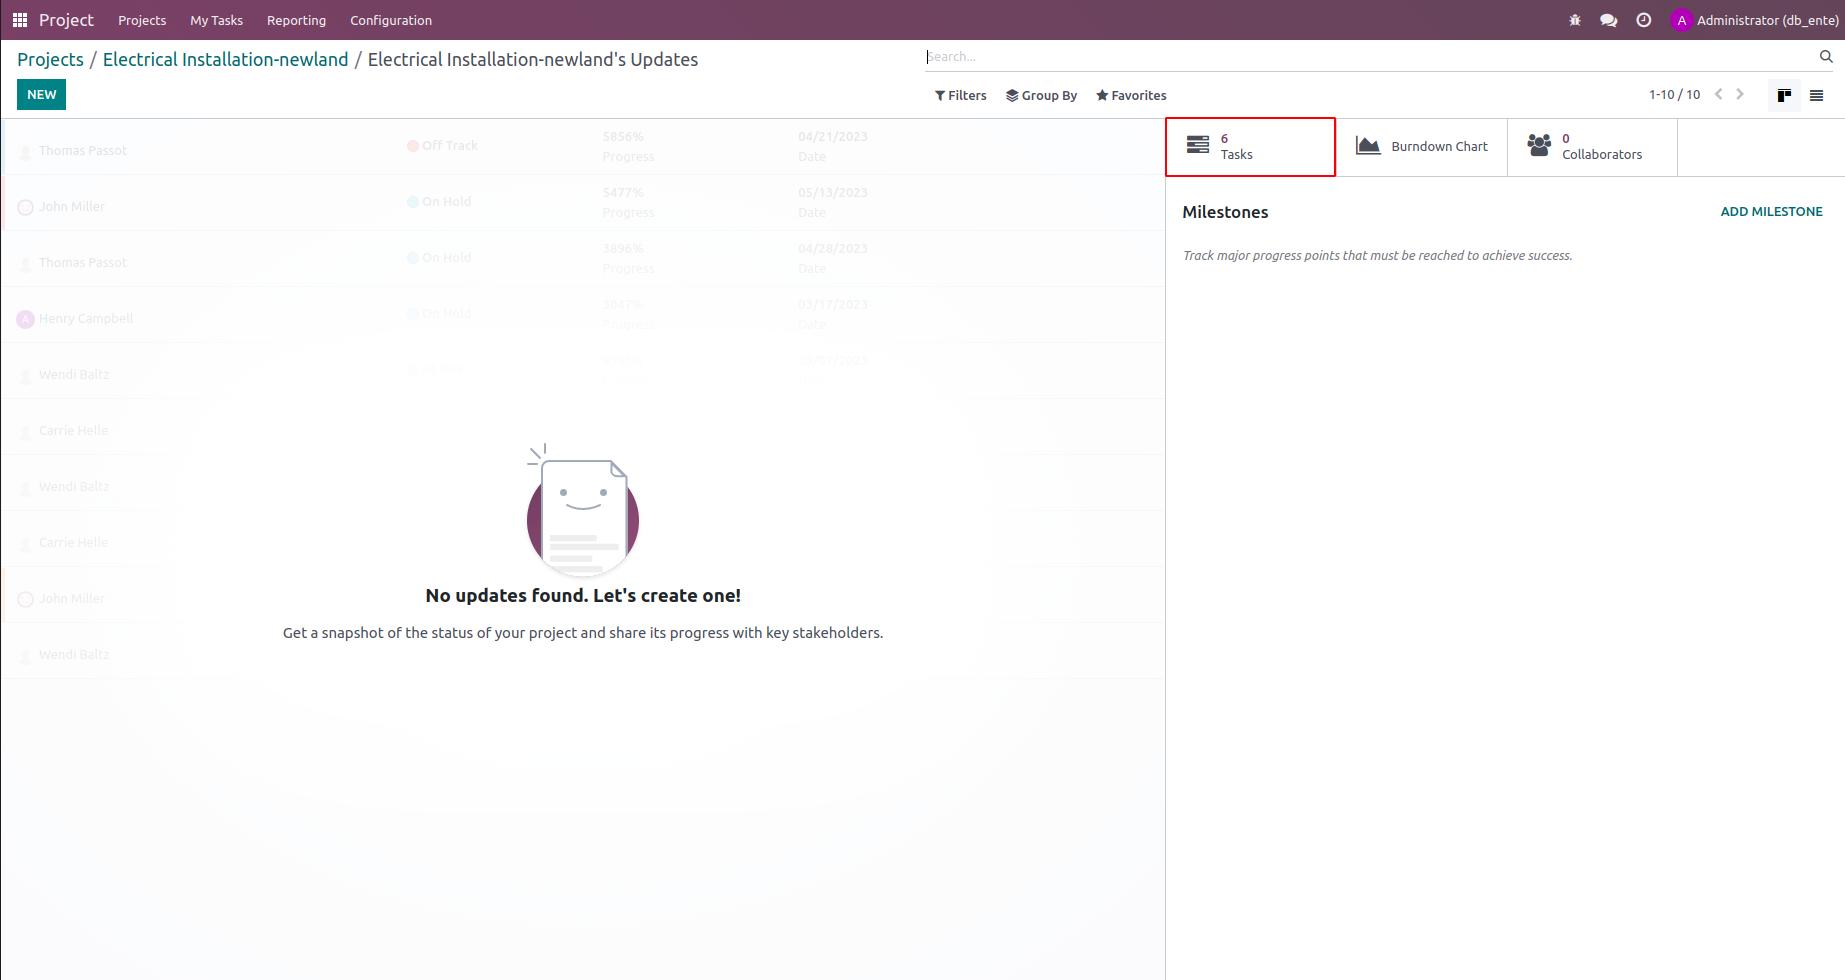 Project Projects My Tasks Reporting Configuration A Administrator (db_ente)
Projects / Electrical Installation-newland / Electrical Installation-newland's Updates
Search...
NEW
Filters Group By Favorites 1-10 / 10
Thomas Passot Off Track 5856% Progress 04/21/2023 Date
John Miller On Hold 5477% Progress 05/13/2023 Date
Thomas Passot On Hold 3896% Progress 04/28/2023 Date
A Henry Campbell On Hold 3047% Progress 03/17/2023 Date
Wendi Baltz
Carrie Helle
Wendi Baltz
Carrie Helle
John Miller
Wendi Baltz
No updates found. Let's create one!
Get a snapshot of the status of your project and share its progress with key stakeholders.
6 Tasks
Burndown Chart
0 Collaborators
Milestones ADD MILESTONE
Track major progress points that must be reached to achieve success.